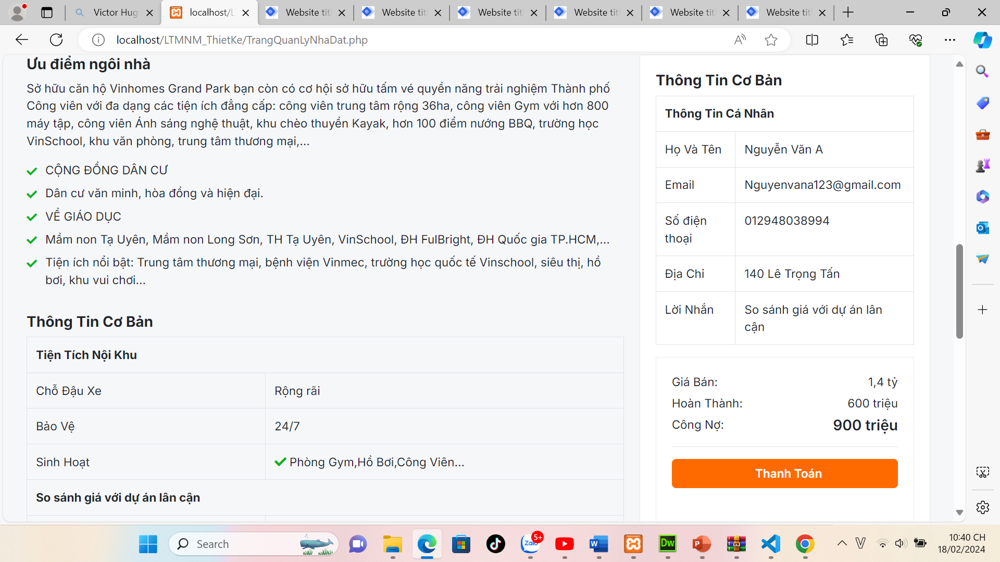 Victor Hug
localhost/LT
Website titl
Website titl
Website titl
Website titl
Website titl
Website titl
localhost/LTMNM_ThietKe/TrangQuanLyNhaDat.php
Ưu điểm ngôi nhà
Sở hữu căn hộ Vinhomes Grand Park bạn còn có cơ hội sở hữu tấm vé quyền năng trải nghiệm Thành phố
Công viên với đa dạng các tiện ích đẳng cấp: công viên trung tâm rộng 36ha, công viên Gym với hơn 800
máy tập, công viên Ánh sáng nghệ thuật, khu chèo thuyền Kayak, hơn 100 điểm nướng BBQ, trường học
VinSchool, khu văn phòng, trung tâm thương mại,...
CỘNG ĐỒNG DÂN CƯ
Dân cư văn minh, hòa đồng và hiện đại.
VỀ GIÁO DỤC
Mầm non Tạ Uyên, Mầm non Long Sơn, TH Tạ Uyên, VinSchool, ĐH FulBright, ĐH Quốc gia TP.HCM,...
Tiện ích nổi bật: Trung tâm thương mại, bệnh viện Vinmec, trường học quốc tế Vinschool, siêu thị, hồ
bơi, khu vui chơi...
Thông Tin Cơ Bản
Tiện Tích Nội Khu
Chỗ Đậu Xe
Rộng rãi
Bảo Vệ
24/7
Sinh Hoạt
Phòng Gym,Hồ Bơi,Công Viên...
So sánh giá với dự án lân cận
Thông Tin Cơ Bản
Thông Tin Cá Nhân
Họ Và Tên
Nguyễn Văn A
Email
Nguyenvana123@gmail.com
Số điện
thoại
012948038994
Địa Chỉ
140 Lê Trọng Tấn
Lời Nhắn
So sánh giá với dự án lân
cận
Giá Bán:
1,4 tỷ
Hoàn Thành:
600 triệu
Công Nợ:
900 triệu
Thanh Toán
Search
Zalo
5+
W
Dw
P
V
10:40 CH
18/02/2024